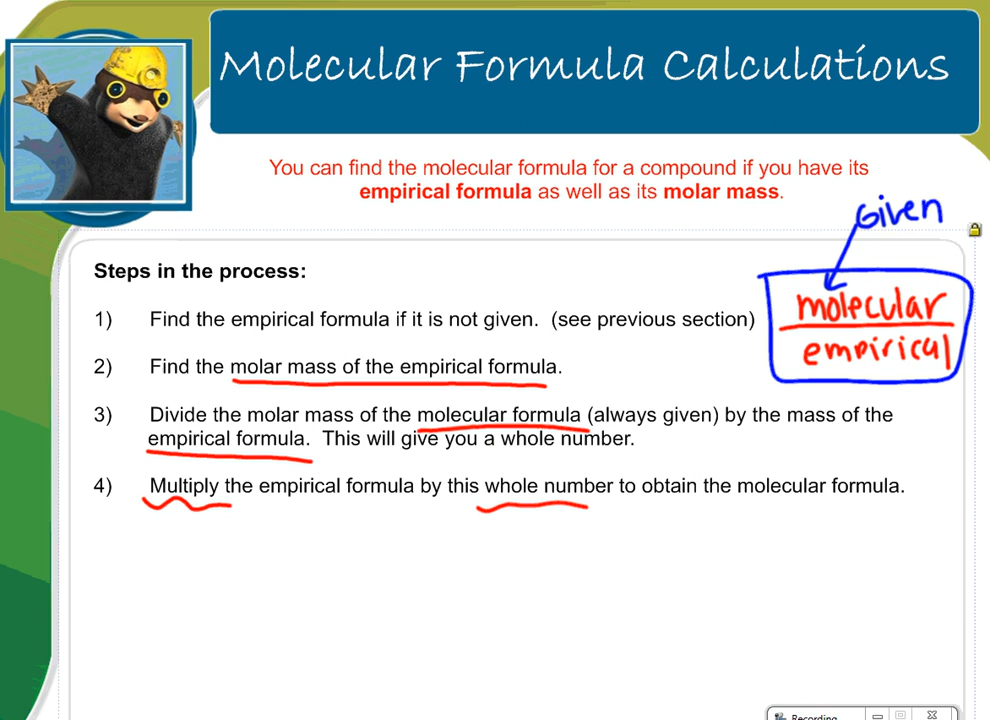 Molecular Formula Calculations
You can find the molecular formula for a compound if you have its
empirical formula as well as its molar mass.
Given
Steps in the process:
molecular
empirical
1) Find the empirical formula if it is not given. (see previous section)
2) Find the molar mass of the empirical formula.
3) Divide the molar mass of the molecular formula (always given) by the mass of the
empirical formula. This will give you a whole number.
4) Multiply the empirical formula by this whole number to obtain the molecular formula.
Recording